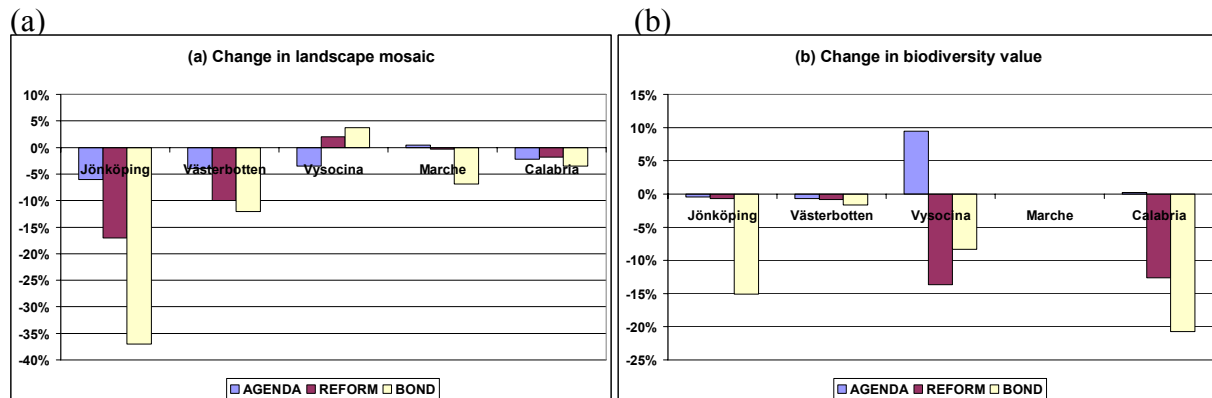 (a)
(a) Change in landscape mosaic
10%
5%
0%
-5%
-10%
-15%
-20%
-25%
-30%
-35%
-40%
Jönköping Västerbotten Vysocina Marche Calabria
AGENDA REFORM BOND
(b)
(b) Change in biodiversity value
15%
10%
5%
0%
-5%
-10%
-15%
-20%
-25%
Jönköping Västerbotten Vysocina Marche Calabria
AGENDA REFORM BOND